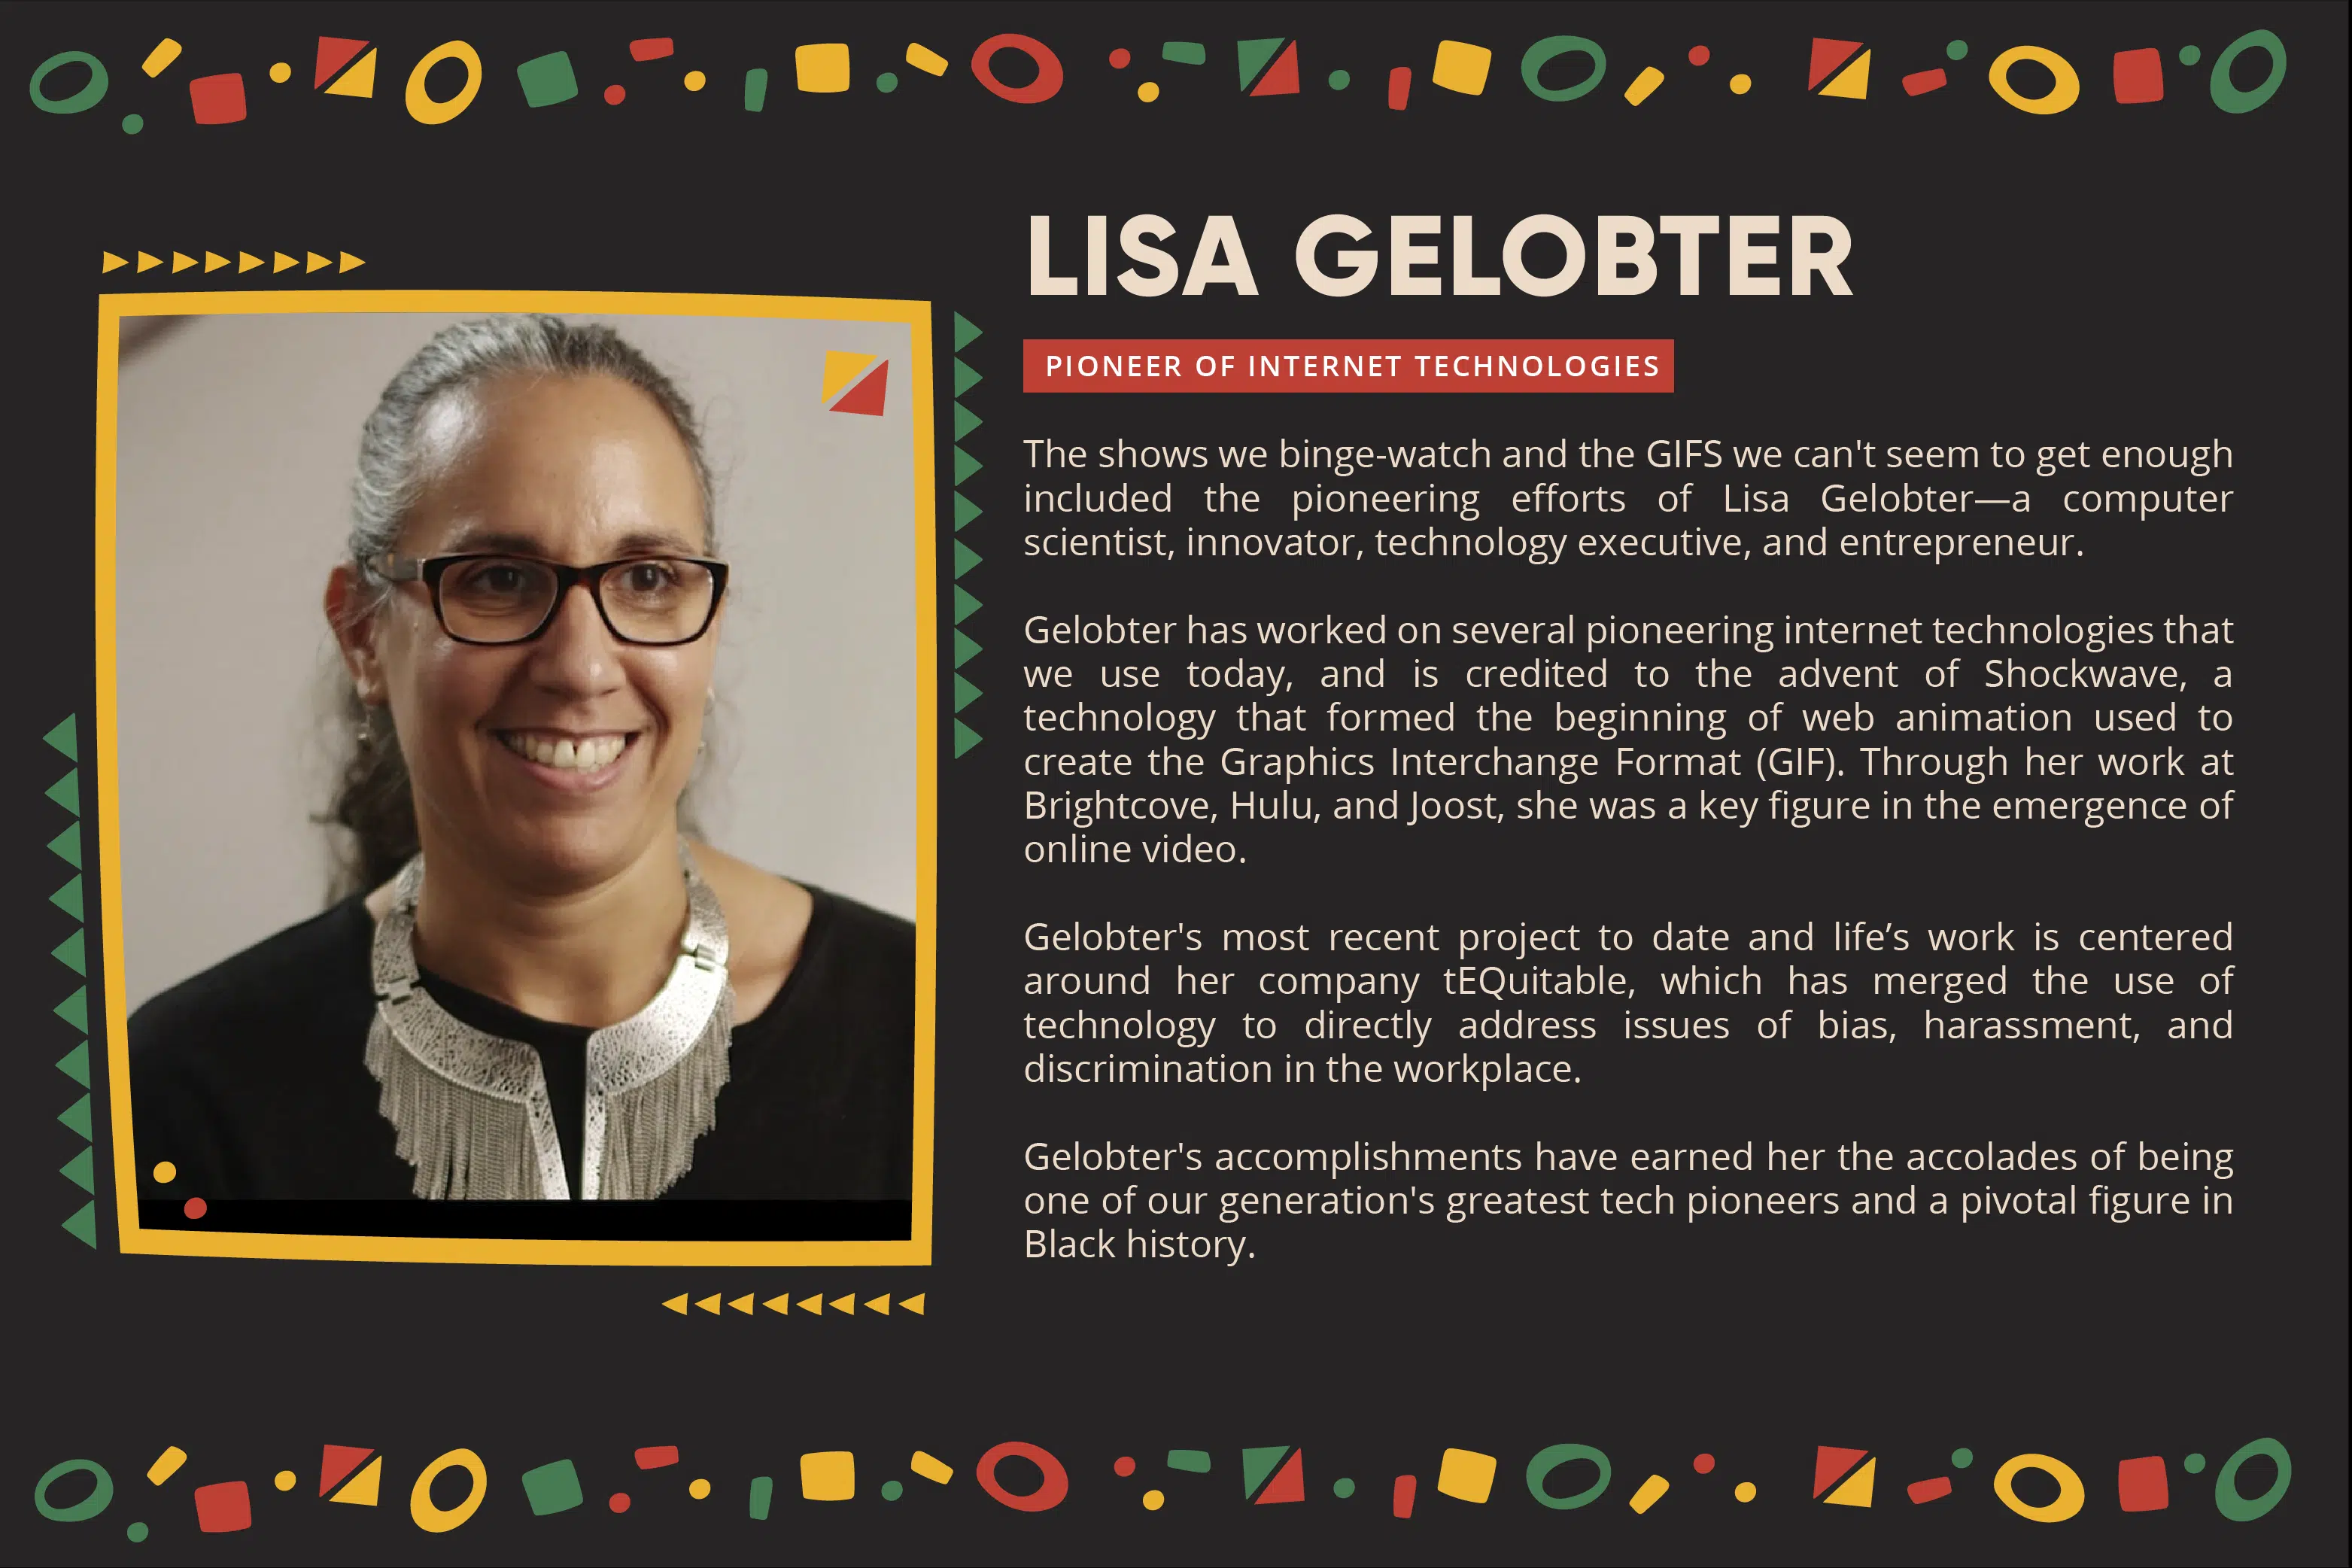 LISA GELOBTER
PIONEER OF INTERNET TECHNOLOGIES
The shows we binge-watch and the GIFS we can't seem to get enough
included the pioneering efforts of Lisa Gelobter—a computer
scientist, innovator, technology executive, and entrepreneur.
Gelobter has worked on several pioneering internet technologies that
we use today, and is credited to the advent of Shockwave, a
technology that formed the beginning of web animation used to
create the Graphics Interchange Format (GIF). Through her work at
Brightcove, Hulu, and Joost, she was a key figure in the emergence of
online video.
Gelobter's most recent project to date and life’s work is centered
around her company tEQuitable, which has merged the use of
technology to directly address issues of bias, harassment, and
discrimination in the workplace.
Gelobter's accomplishments have earned her the accolades of being
one of our generation's greatest tech pioneers and a pivotal figure in
Black history.